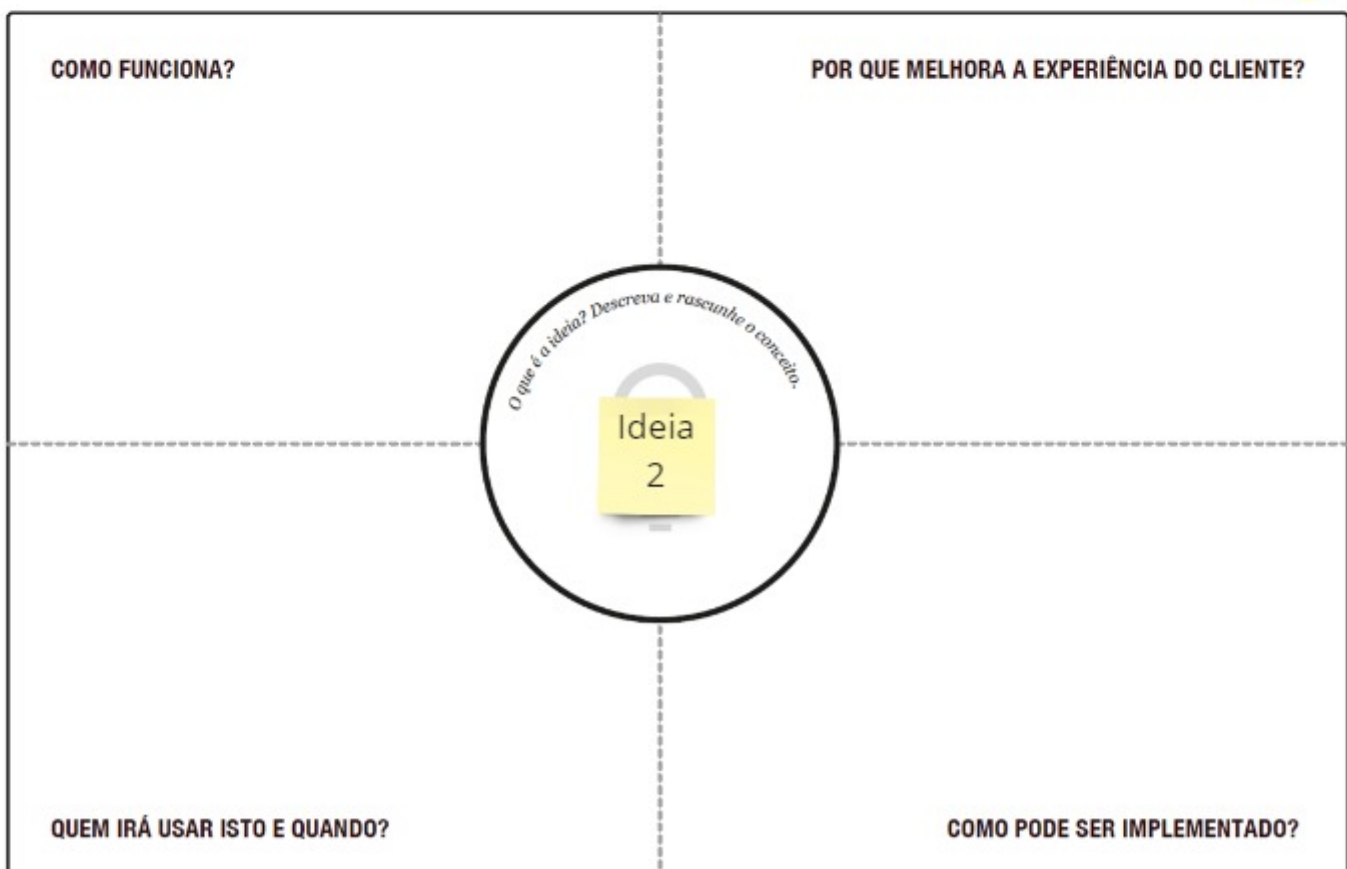 COMO FUNCIONA?
POR QUE MELHORA A EXPERIÊNCIA DO CLIENTE?
O que é a ideia? Descreva e rascunhe o conceito.
Ideia
2
QUEM IRÁ USAR ISTO E QUANDO?
COMO PODE SER IMPLEMENTADO?